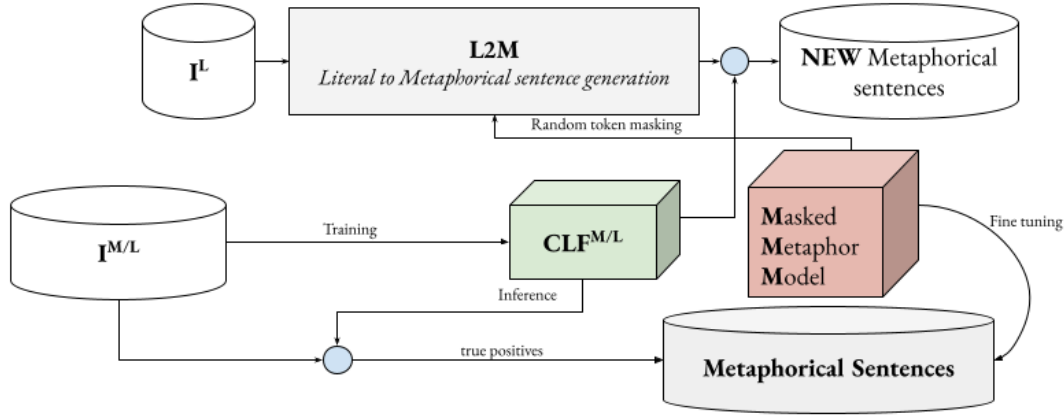 I^L
L2M
Literal to Metaphorical sentence generation
NEW Metaphorical
sentences
Random token masking
I^M/L
Training
CLF^M/L
Masked
Metaphor
Model
Fine tuning
Inference
true positives
Metaphorical Sentences